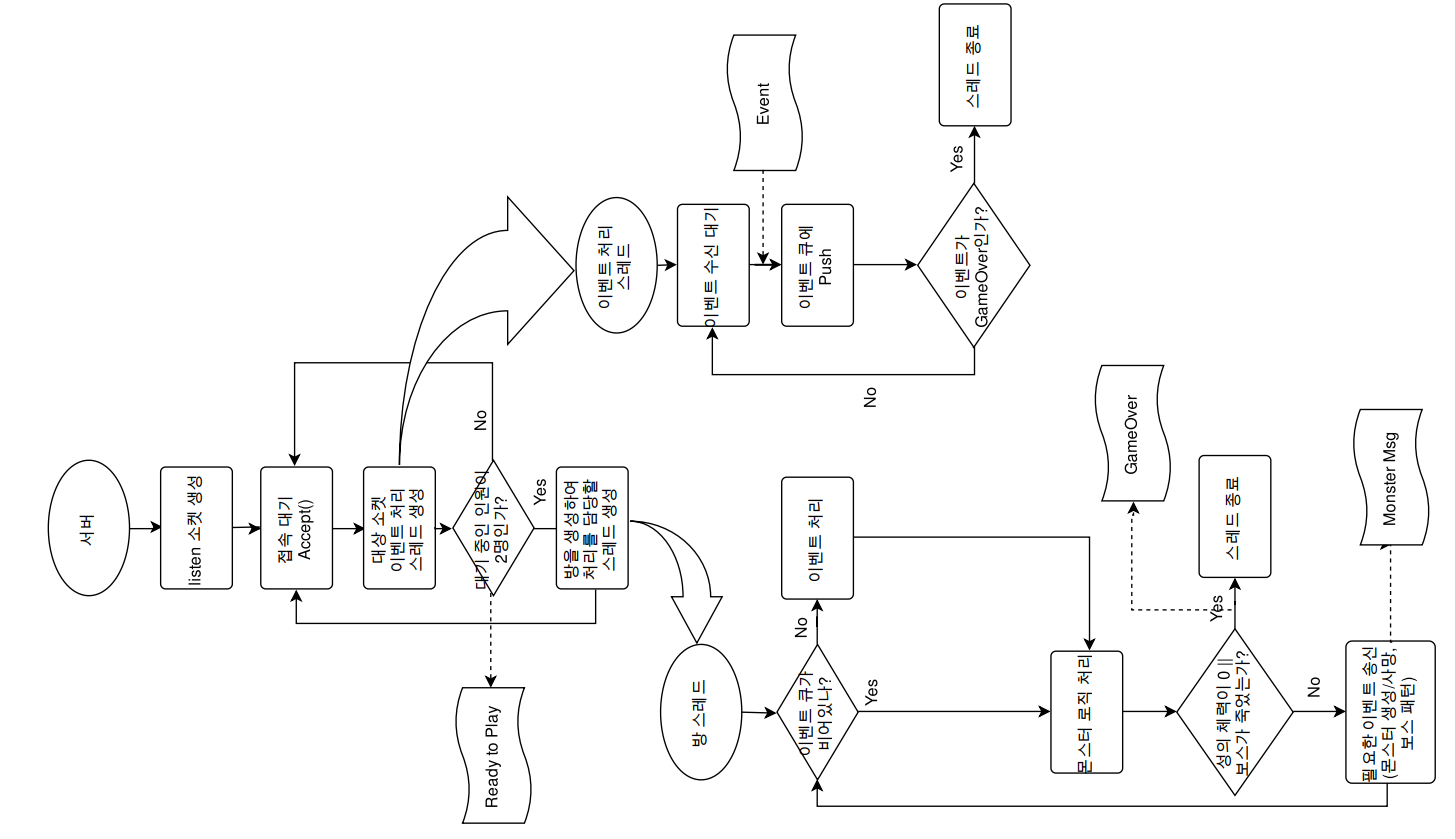 서버
listen 소켓 생성
접속 대기
Accept()
대상 소켓
이벤트 처리
스레드 생성
대기 중인 인원이
2명인가?
No
Yes
Ready to Play
방을 생성하여
처리를 담당할
스레드 생성
이벤트 처리
스레드
이벤트 수신 대기
Event
이벤트 큐에
Push
이벤트가
GameOver인가?
No
Yes
스레드 종료
방 스레드
이벤트 큐가
비어있나?
No
Yes
이벤트 처리
몬스터 로직 처리
성의 체력이 0 ||
보스가 죽었는가?
Yes
No
GameOver
스레드 종료
필요한 이벤트 송신
(몬스터 생성/사망,
보스 패턴)
Monster Msg